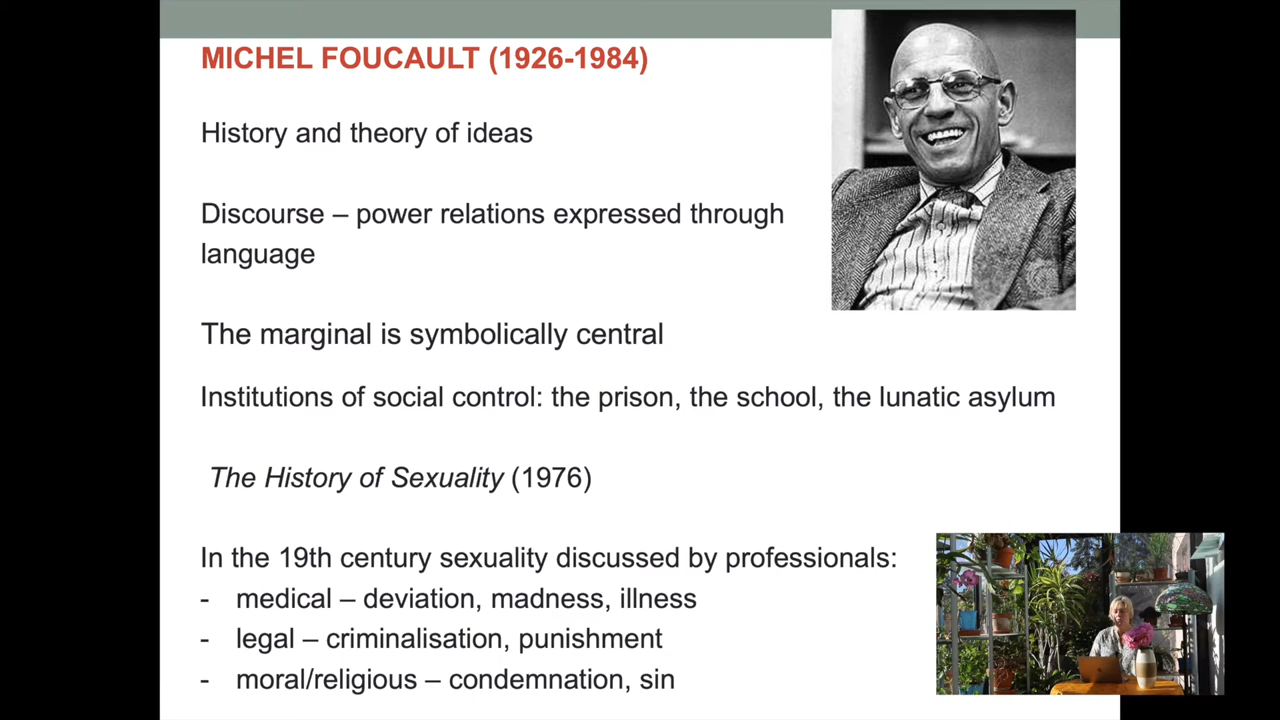 MICHEL FOUCAULT (1926-1984)
History and theory of ideas
Discourse – power relations expressed through
language
The marginal is symbolically central
Institutions of social control: the prison, the school, the lunatic asylum
The History of Sexuality (1976)
In the 19th century sexuality discussed by professionals:
- medical – deviation, madness, illness
- legal – criminalisation, punishment
- moral/religious – condemnation, sin